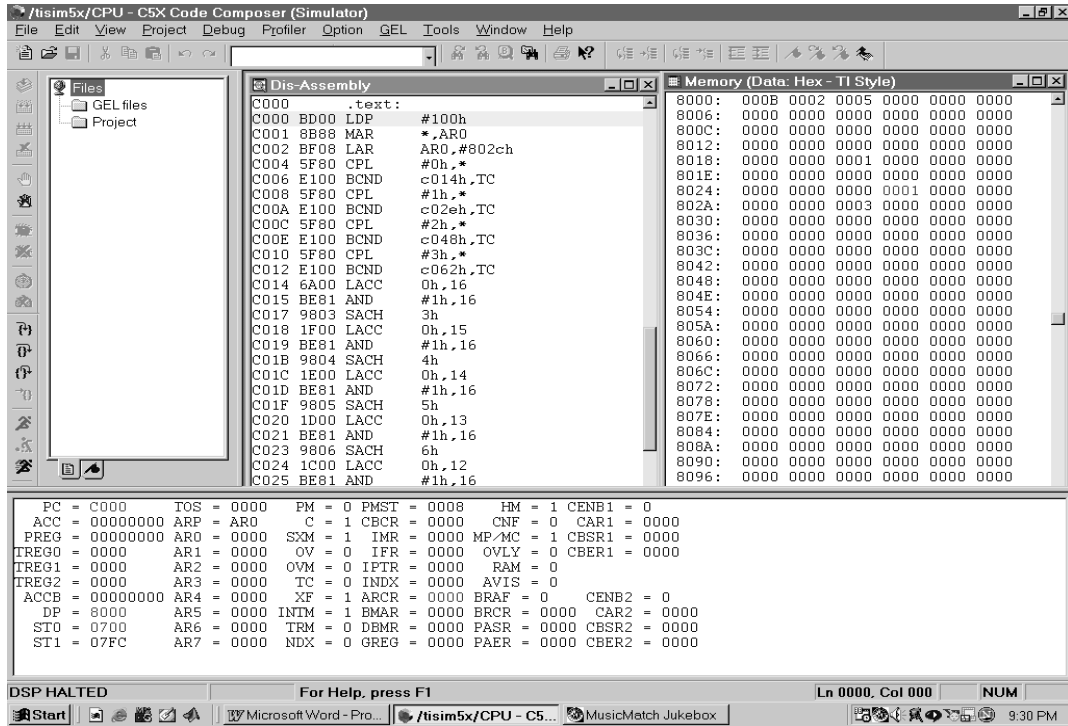 /tisim5x/CPU - C5X Code Composer (Simulator)
File Edit View Project Debug Profiler Option GEL Tools Window Help
Files
GEL files
Project
Dis-Assembly
C000 .text:
C000 BD00 LDP #100h
C001 8B88 MAR *,AR0
C002 BF08 LAR AR0,#802ch
C004 5F80 CPL #0h,*
C006 E100 BCND c014h,TC
C008 5F80 CPL #1h,*
C00A E100 BCND c02eh,TC
C00C 5F80 CPL #2h,*
C00E E100 BCND c048h,TC
C010 5F80 CPL #3h,*
C012 E100 BCND c062h,TC
C014 6A00 LACC 0h,16
C015 BE81 AND #1h,16
C017 9803 SACH 3h
C018 1F00 LACC 0h,15
C019 BE81 AND #1h,16
C01B 9804 SACH 4h
C01C 1E00 LACC 0h,14
C01D BE81 AND #1h,16
C01F 9805 SACH 5h
C020 1D00 LACC 0h,13
C021 BE81 AND #1h,16
C023 9806 SACH 6h
C024 1C00 LACC 0h,12
C025 BE81 AND #1h,16
Memory (Data: Hex - TI Style)
8000: 000B 0002 0005 0000 0000 0000
8006: 0000 0000 0000 0000 0000 0000
800C: 0000 0000 0000 0000 0000 0000
8012: 0000 0000 0000 0000 0000 0000
8018: 0000 0000 0001 0000 0000 0000
801E: 0000 0000 0000 0000 0000 0000
8024: 0000 0000 0000 0001 0000 0000
802A: 0000 0000 0003 0000 0000 0000
8030: 0000 0000 0000 0000 0000 0000
8036: 0000 0000 0000 0000 0000 0000
803C: 0000 0000 0000 0000 0000 0000
8042: 0000 0000 0000 0000 0000 0000
8048: 0000 0000 0000 0000 0000 0000
804E: 0000 0000 0000 0000 0000 0000
8054: 0000 0000 0000 0000 0000 0000
805A: 0000 0000 0000 0000 0000 0000
8060: 0000 0000 0000 0000 0000 0000
8066: 0000 0000 0000 0000 0000 0000
806C: 0000 0000 0000 0000 0000 0000
8072: 0000 0000 0000 0000 0000 0000
8078: 0000 0000 0000 0000 0000 0000
807E: 0000 0000 0000 0000 0000 0000
8084: 0000 0000 0000 0000 0000 0000
808A: 0000 0000 0000 0000 0000 0000
8090: 0000 0000 0000 0000 0000 0000
8096: 0000 0000 0000 0000 0000 0000
PC = C000 TOS = 0000 PM = 0 PMST = 0008 HM = 1 CENB1 = 0
ACC = 00000000 ARP = AR0 C = 1 CBCR = 0000 CNF = 0 CAR1 = 0000
PREG = 00000000 AR0 = 0000 SXM = 1 IMR = 0000 MP/MC = 1 CBSR1 = 0000
TREG0 = 0000 AR1 = 0000 OV = 0 IFR = 0000 OVLY = 0 CBER1 = 0000
TREG1 = 0000 AR2 = 0000 OVM = 0 IPTR = 0000 RAM = 0
TREG2 = 0000 AR3 = 0000 TC = 0 INDX = 0000 AVIS = 0
ACCB = 00000000 AR4 = 0000 XF = 1 ARCR = 0000 BRAF = 0 CENB2 = 0
DP = 8000 AR5 = 0000 INTM = 1 BMAR = 0000 BRCR = 0000 CAR2 = 0000
ST0 = 0700 AR6 = 0000 TRM = 0 DBMR = 0000 PASR = 0000 CBSR2 = 0000
ST1 = 07FC AR7 = 0000 NDX = 0 GREG = 0000 PAER = 0000 CBER2 = 0000
DSP HALTED For Help, press F1 Ln 0000, Col 000 NUM
Start Microsoft Word - Pro... /tisim5x/CPU - C5... MusicMatch Jukebox 9:30 PM